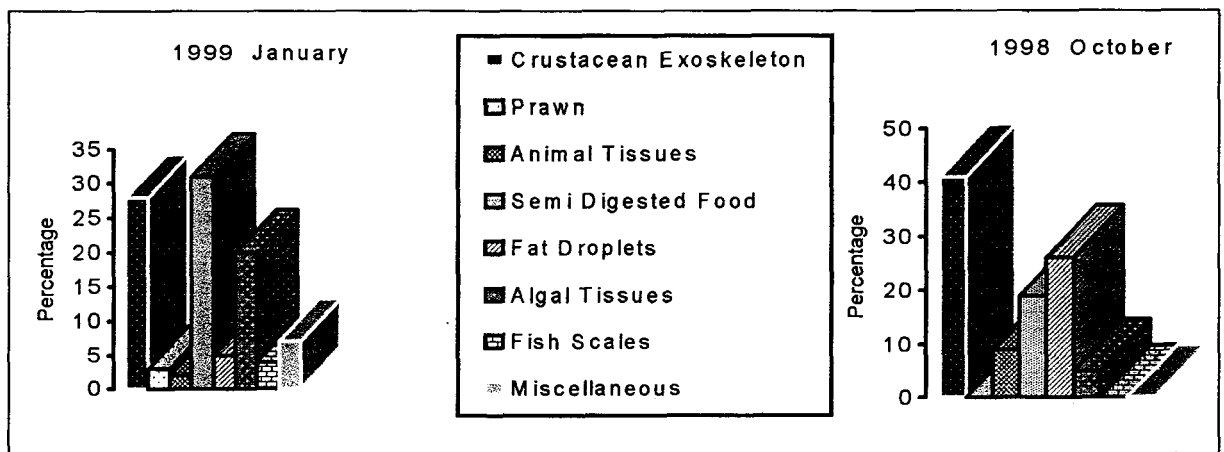 1999 January
Percentage
35
30
25
20
15
10
5
0
Crustacean Exoskeleton
Prawn
Animal Tissues
Semi Digested Food
Fat Droplets
Algal Tissues
Fish Scales
Miscellaneous
1998 October
Percentage
50
40
30
20
10
0